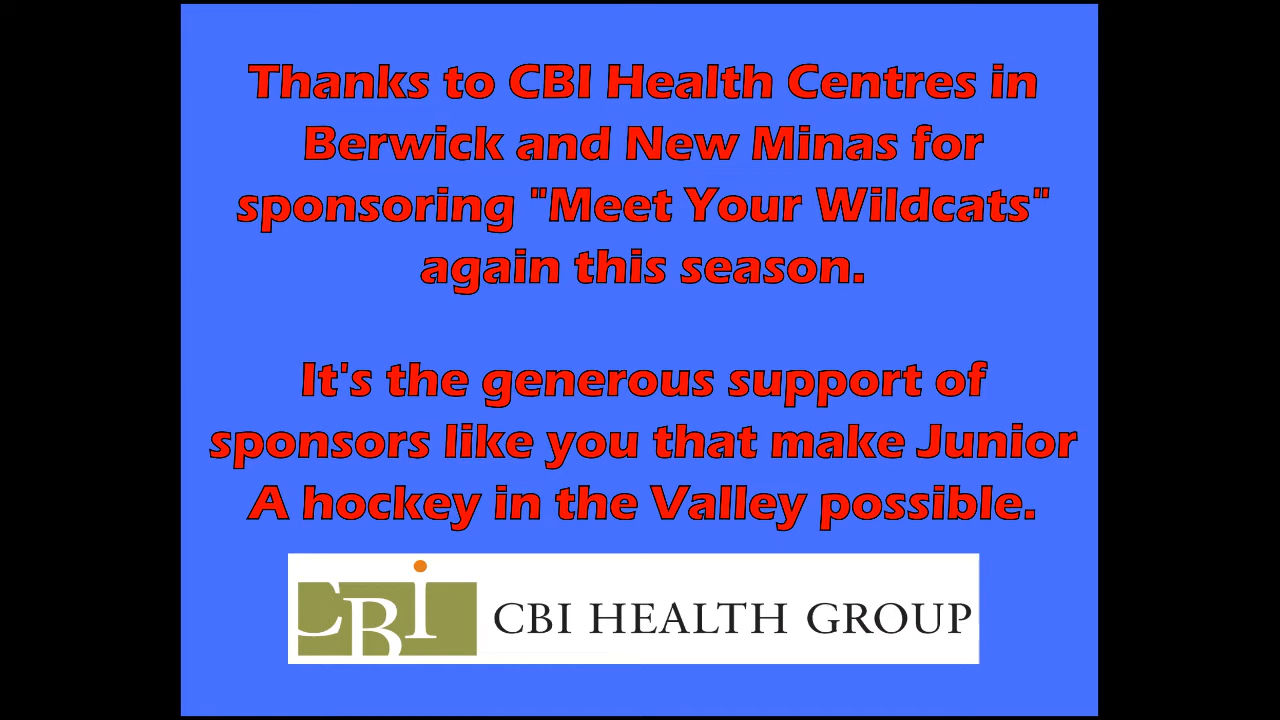 Thanks to CBI Health Centres in
Berwick and New Minas for
sponsoring "Meet Your Wildcats"
again this season.
It's the generous support of
sponsors like you that make Junior
A hockey in the Valley possible.
CBI CBI HEALTH GROUP